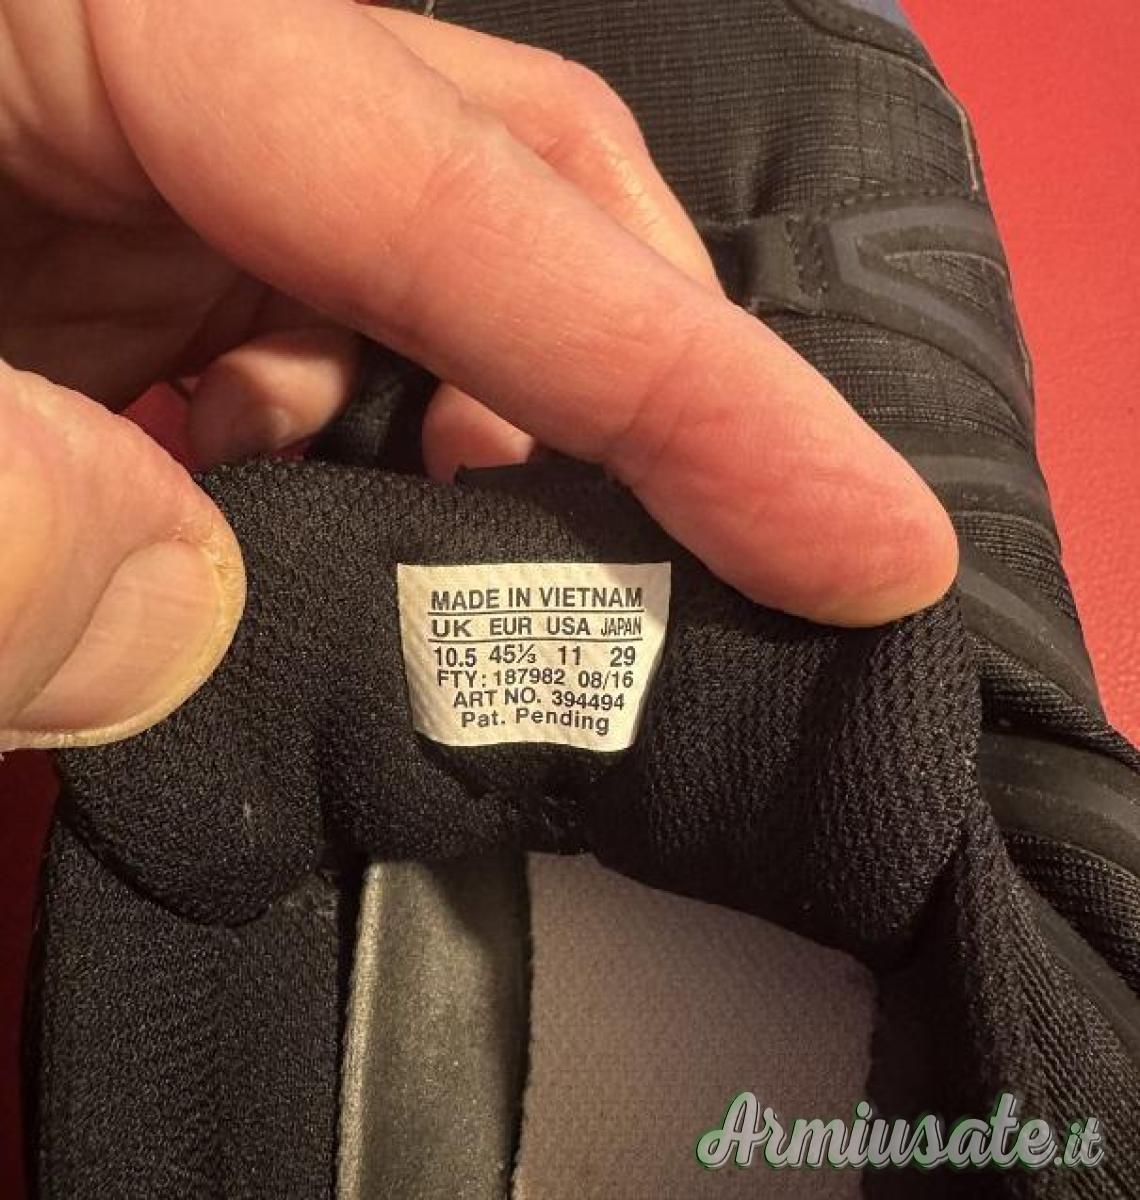 MADE IN VIETNAM
UK EUR USA JAPAN
10.5 45⅓ 11 29
FTY: 187982 08/16
ART NO. 394494
Pat. Pending
Armiusate.it